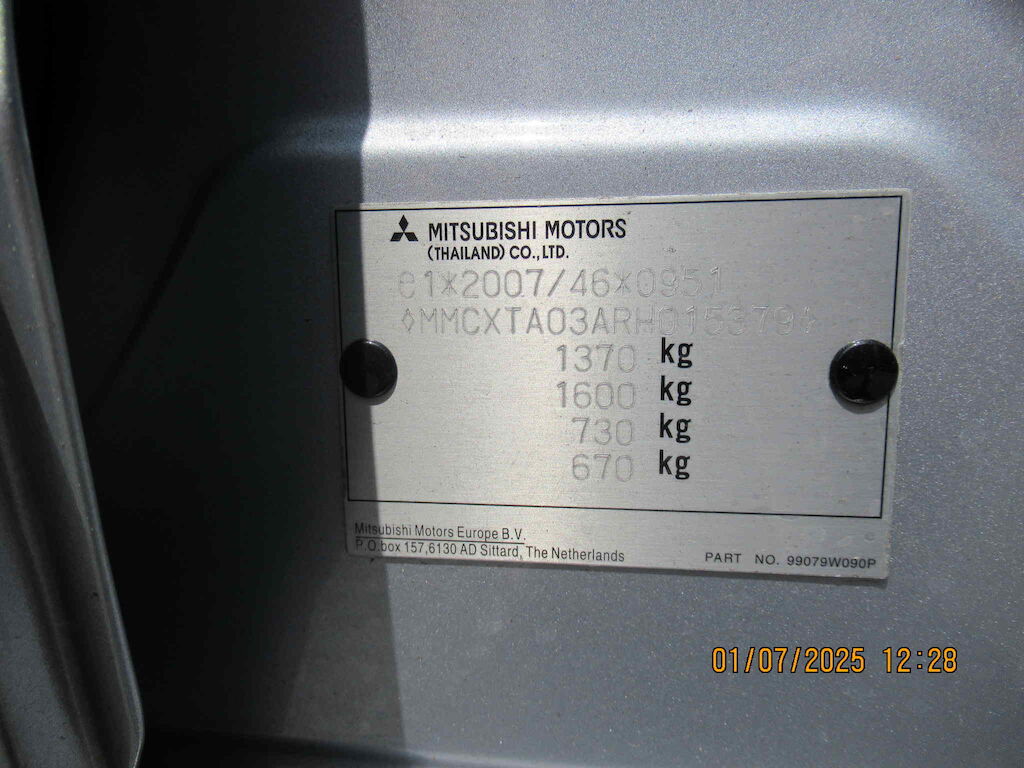 MITSUBISHI MOTORS
(THAILAND) CO.,LTD.
e1*2007/46*0951
◊MMCXTA03ARH015379◊
1370 kg
1600 kg
730 kg
670 kg
Mitsubishi Motors Europe B.V.
P.O.box 157,6130 AD Sittard, The Netherlands
PART NO. 99079W090P
01/07/2025 12:28